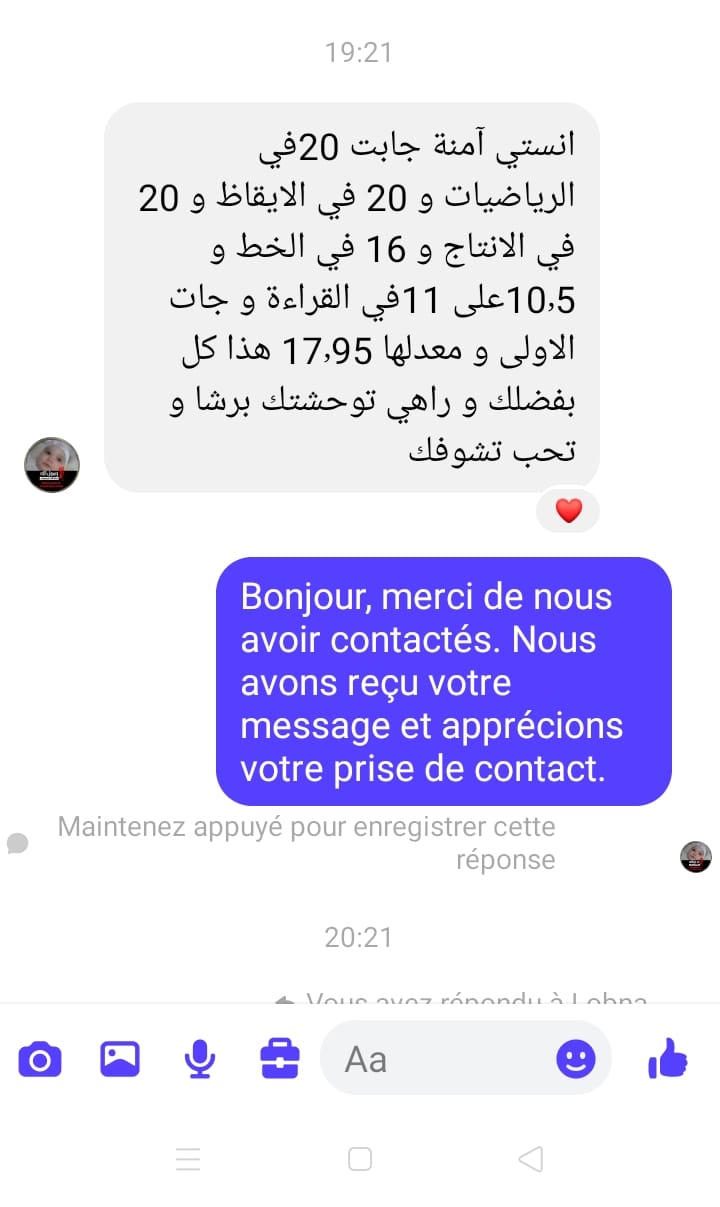 19:21
انستي آمنة جابت 20في
الرياضيات و 20 في الايقاظ و 20
في الانتاج و 16 في الخط و
10،5على 11في القراءة و جات
الاولى و معدلها 17،95 هذا كل
بفضلك و راهي توحشتك برشا و
تحب تشوفك
Bonjour, merci de nous
avoir contactés. Nous
avons reçu votre
message et apprécions
votre prise de contact.
Maintenez appuyé pour enregistrer cette
réponse
20:21
Vous avez répondu à Lobna
Aa